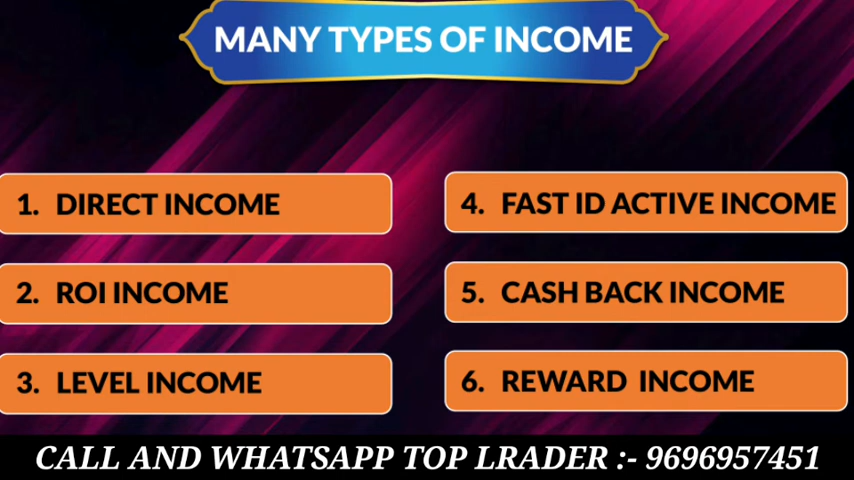 MANY TYPES OF INCOME
1. DIRECT INCOME
2. ROI INCOME
3. LEVEL INCOME
4. FAST ID ACTIVE INCOME
5. CASH BACK INCOME
6. REWARD INCOME
CALL AND WHATSAPP TOP LRADER :- 9696957451